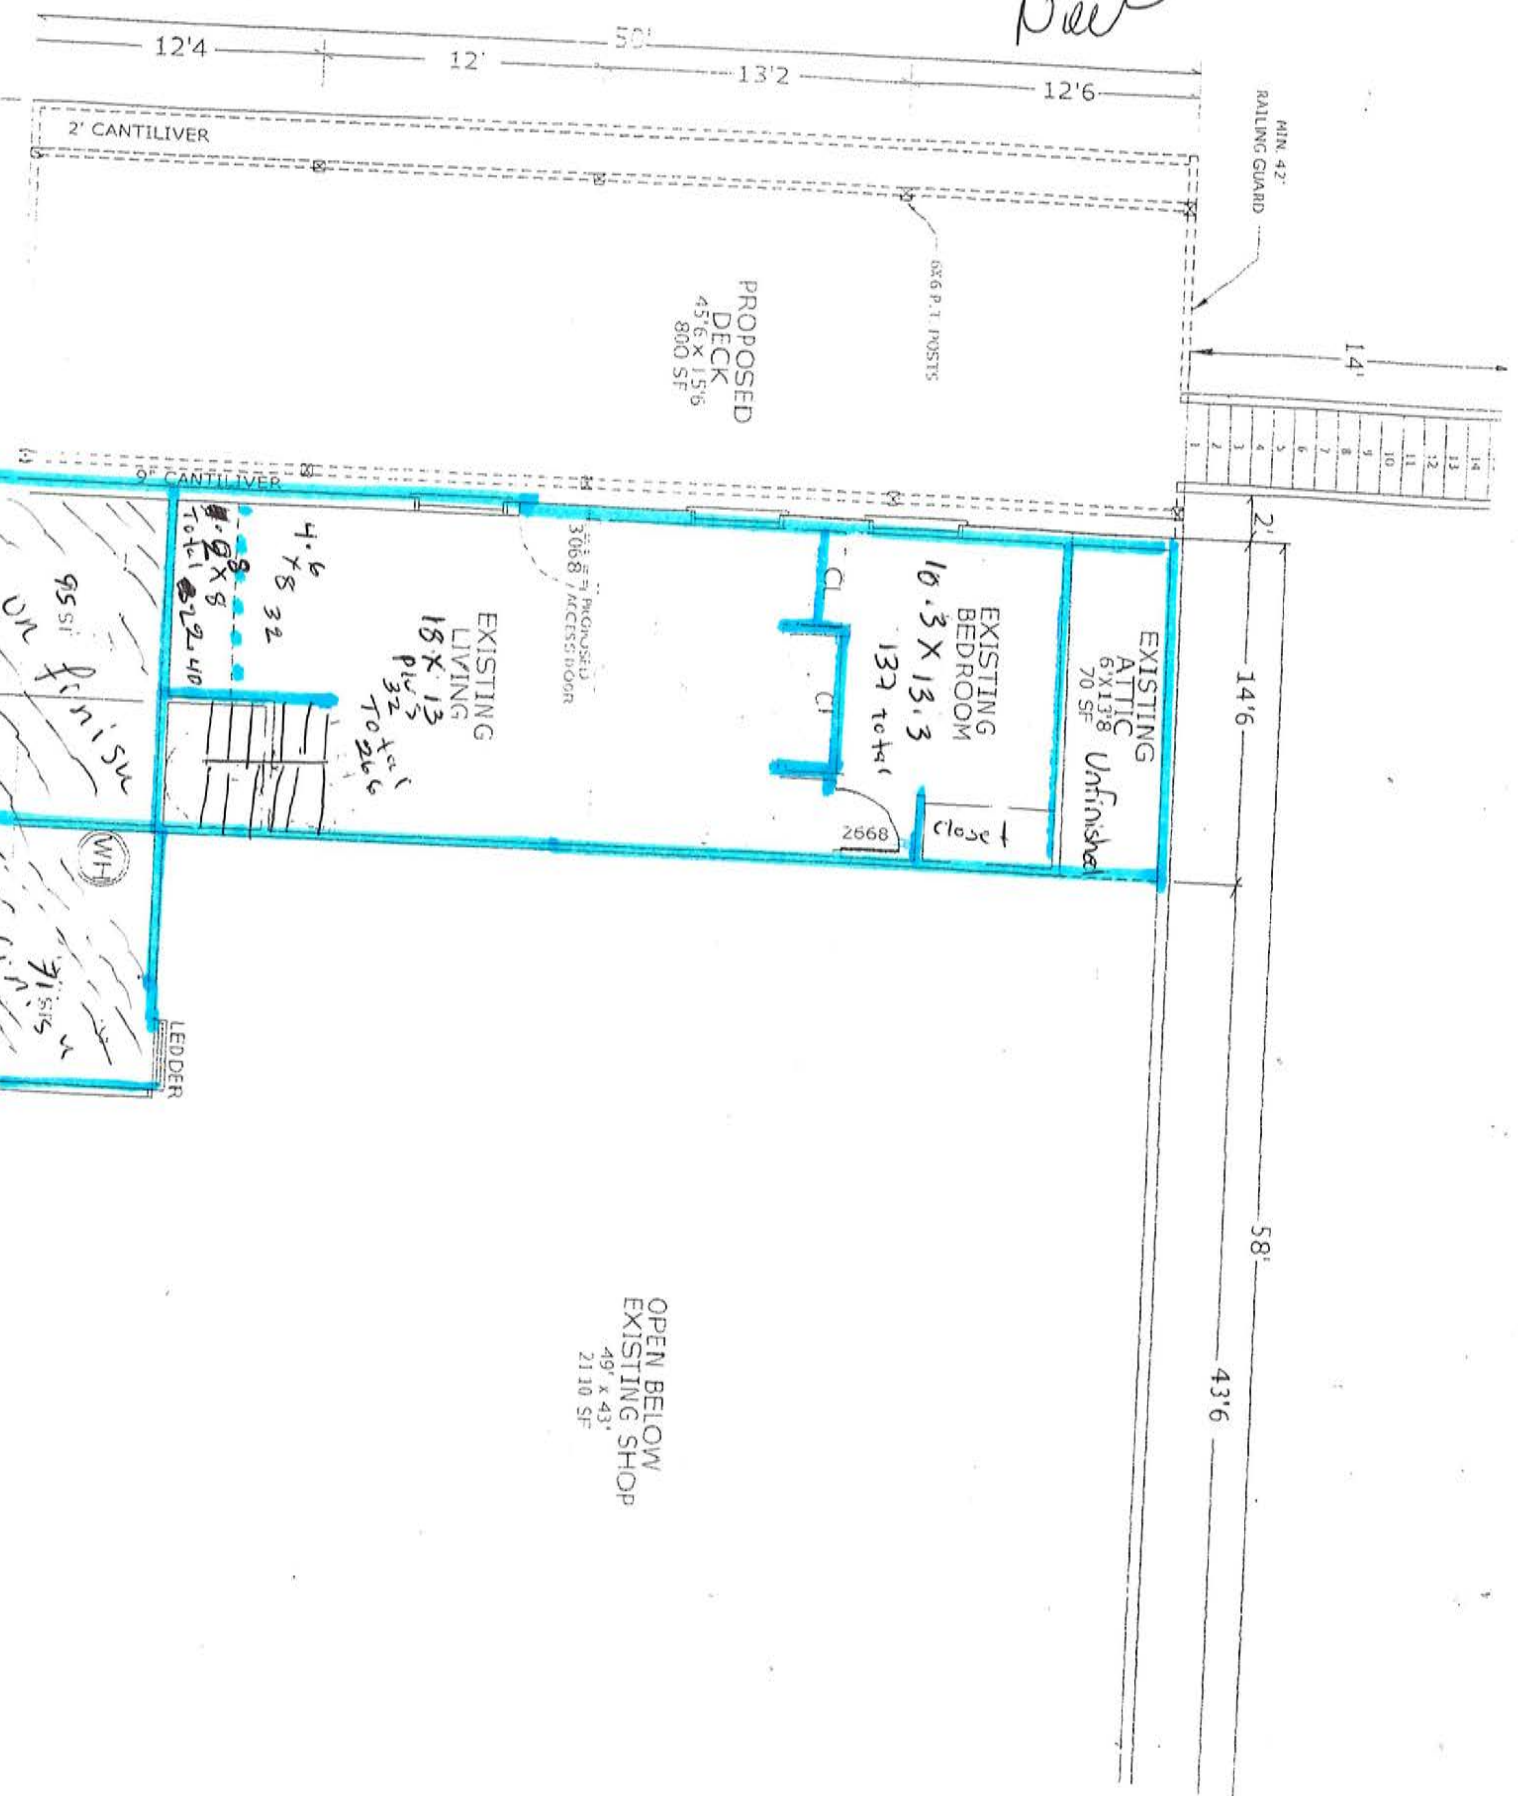 50'
12'4
12'
13'2
12'6
2' CANTILIVER
MIN. 42"
RAILING GUARD
6X6 P.T. POSTS
PROPOSED
DECK
45'6 X 15'6
800 SF
14'
1
2
3
4
5
6
7
8
9
10
11
12
13
14
2'
9" CANTILIVER
3068
PROPOSED
ACCESS DOOR
4.6
x8 32
x 8
Total
EXISTING
LIVING
18 x 13
plus
32
Total
266
CL
CL
EXISTING
BEDROOM
10.3 X 13.3
137 total
2668
Closet
EXISTING
ATTIC
6'X13'8
70 SF
Unfinished
14'6
58'
43'6
un finish
WH
LEDDER
OPEN BELOW
EXISTING SHOP
49' x 43'
2110 SF